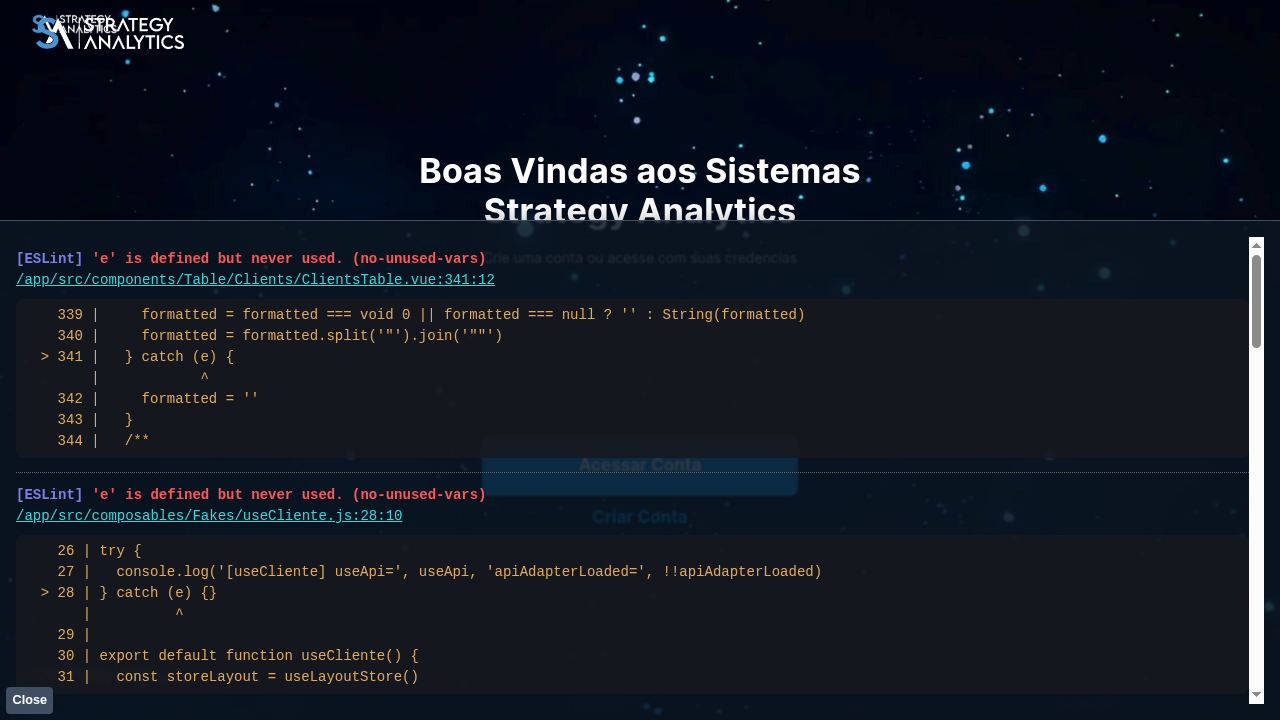 STRATEGY
ANALYTICS
STRATEGY
ANALYTICS
Boas Vindas aos Sistemas
Strategy Analytics
Crie uma conta ou acesse com suas credencias
[ESLint] 'e' is defined but never used. (no-unused-vars)
/app/src/components/Table/Clients/ClientsTable.vue:341:12
  339 |     formatted = formatted === void 0 || formatted === null ? '' : String(formatted)
  340 |     formatted = formatted.split('"').join('""')
> 341 |   } catch (e) {
      |            ^
  342 |     formatted = ''
  343 |   }
  344 |   /**
Acessar Conta
[ESLint] 'e' is defined but never used. (no-unused-vars)
/app/src/composables/Fakes/useCliente.js:28:10
Criar Conta
  26 | try {
  27 |   console.log('[useCliente] useApi=', useApi, 'apiAdapterLoaded=', !!apiAdapterLoaded)
> 28 | } catch (e) {}
     |          ^
  29 |
  30 | export default function useCliente() {
  31 |   const storeLayout = useLayoutStore()
Close